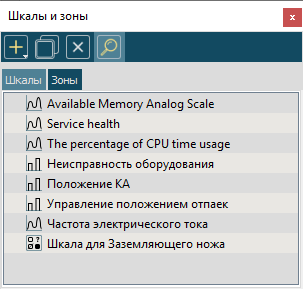 Шкалы и зоны
Шкалы Зоны
Available Memory Analog Scale
Service health
The percentage of CPU time usage
Неисправность оборудования
Положение КА
Управление положением отпаек
Частота электрического тока
Шкала для Заземляющего ножа